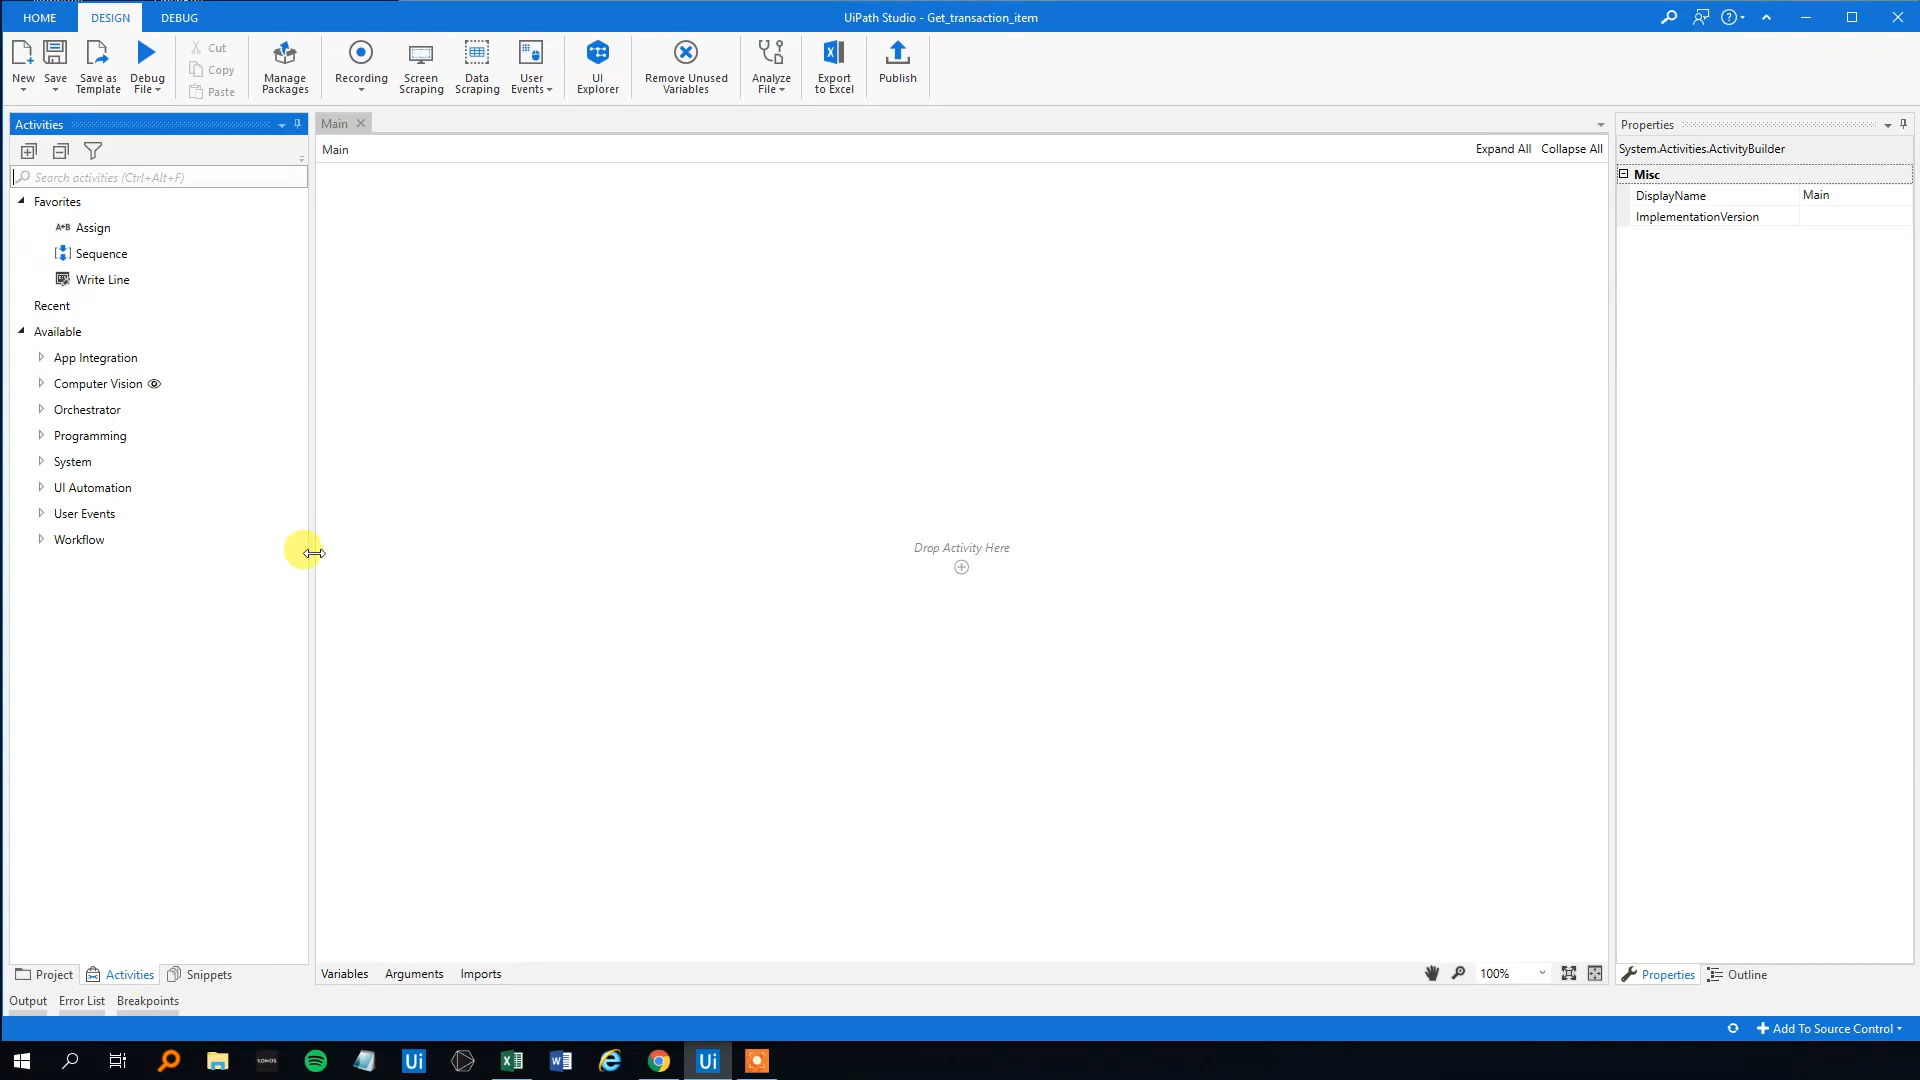 HOME DESIGN DEBUG UiPath Studio - Get_transaction_item
New Save Save as Template Debug File Cut Copy Paste Manage Packages Recording Screen Scraping Data Scraping User Events UI Explorer Remove Unused Variables Analyze File Export to Excel Publish
Activities
Search activities (Ctrl+Alt+F)
Favorites
Assign
Sequence
Write Line
Recent
Available
App Integration
Computer Vision
Orchestrator
Programming
System
UI Automation
User Events
Workflow
Project Activities Snippets
Main
Main Expand All Collapse All
Drop Activity Here
Variables Arguments Imports 100%
Properties
System.Activities.ActivityBuilder
Misc
DisplayName Main
ImplementationVersion
Properties Outline
Output Error List Breakpoints
Add To Source Control
SONOS Ui Ui